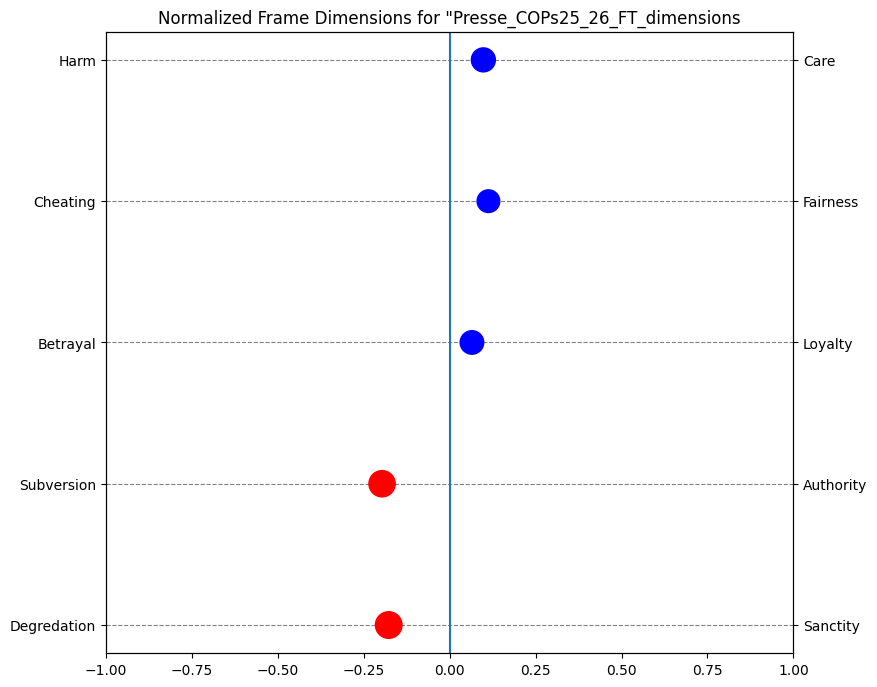 Normalized Frame Dimensions for "Presse_COPs25_26_FT_dimensions
Harm
Care
Cheating
Fairness
Betrayal
Loyalty
Subversion
Authority
Degredation
Sanctity
−1.00 −0.75 −0.50 −0.25 0.00 0.25 0.50 0.75 1.00